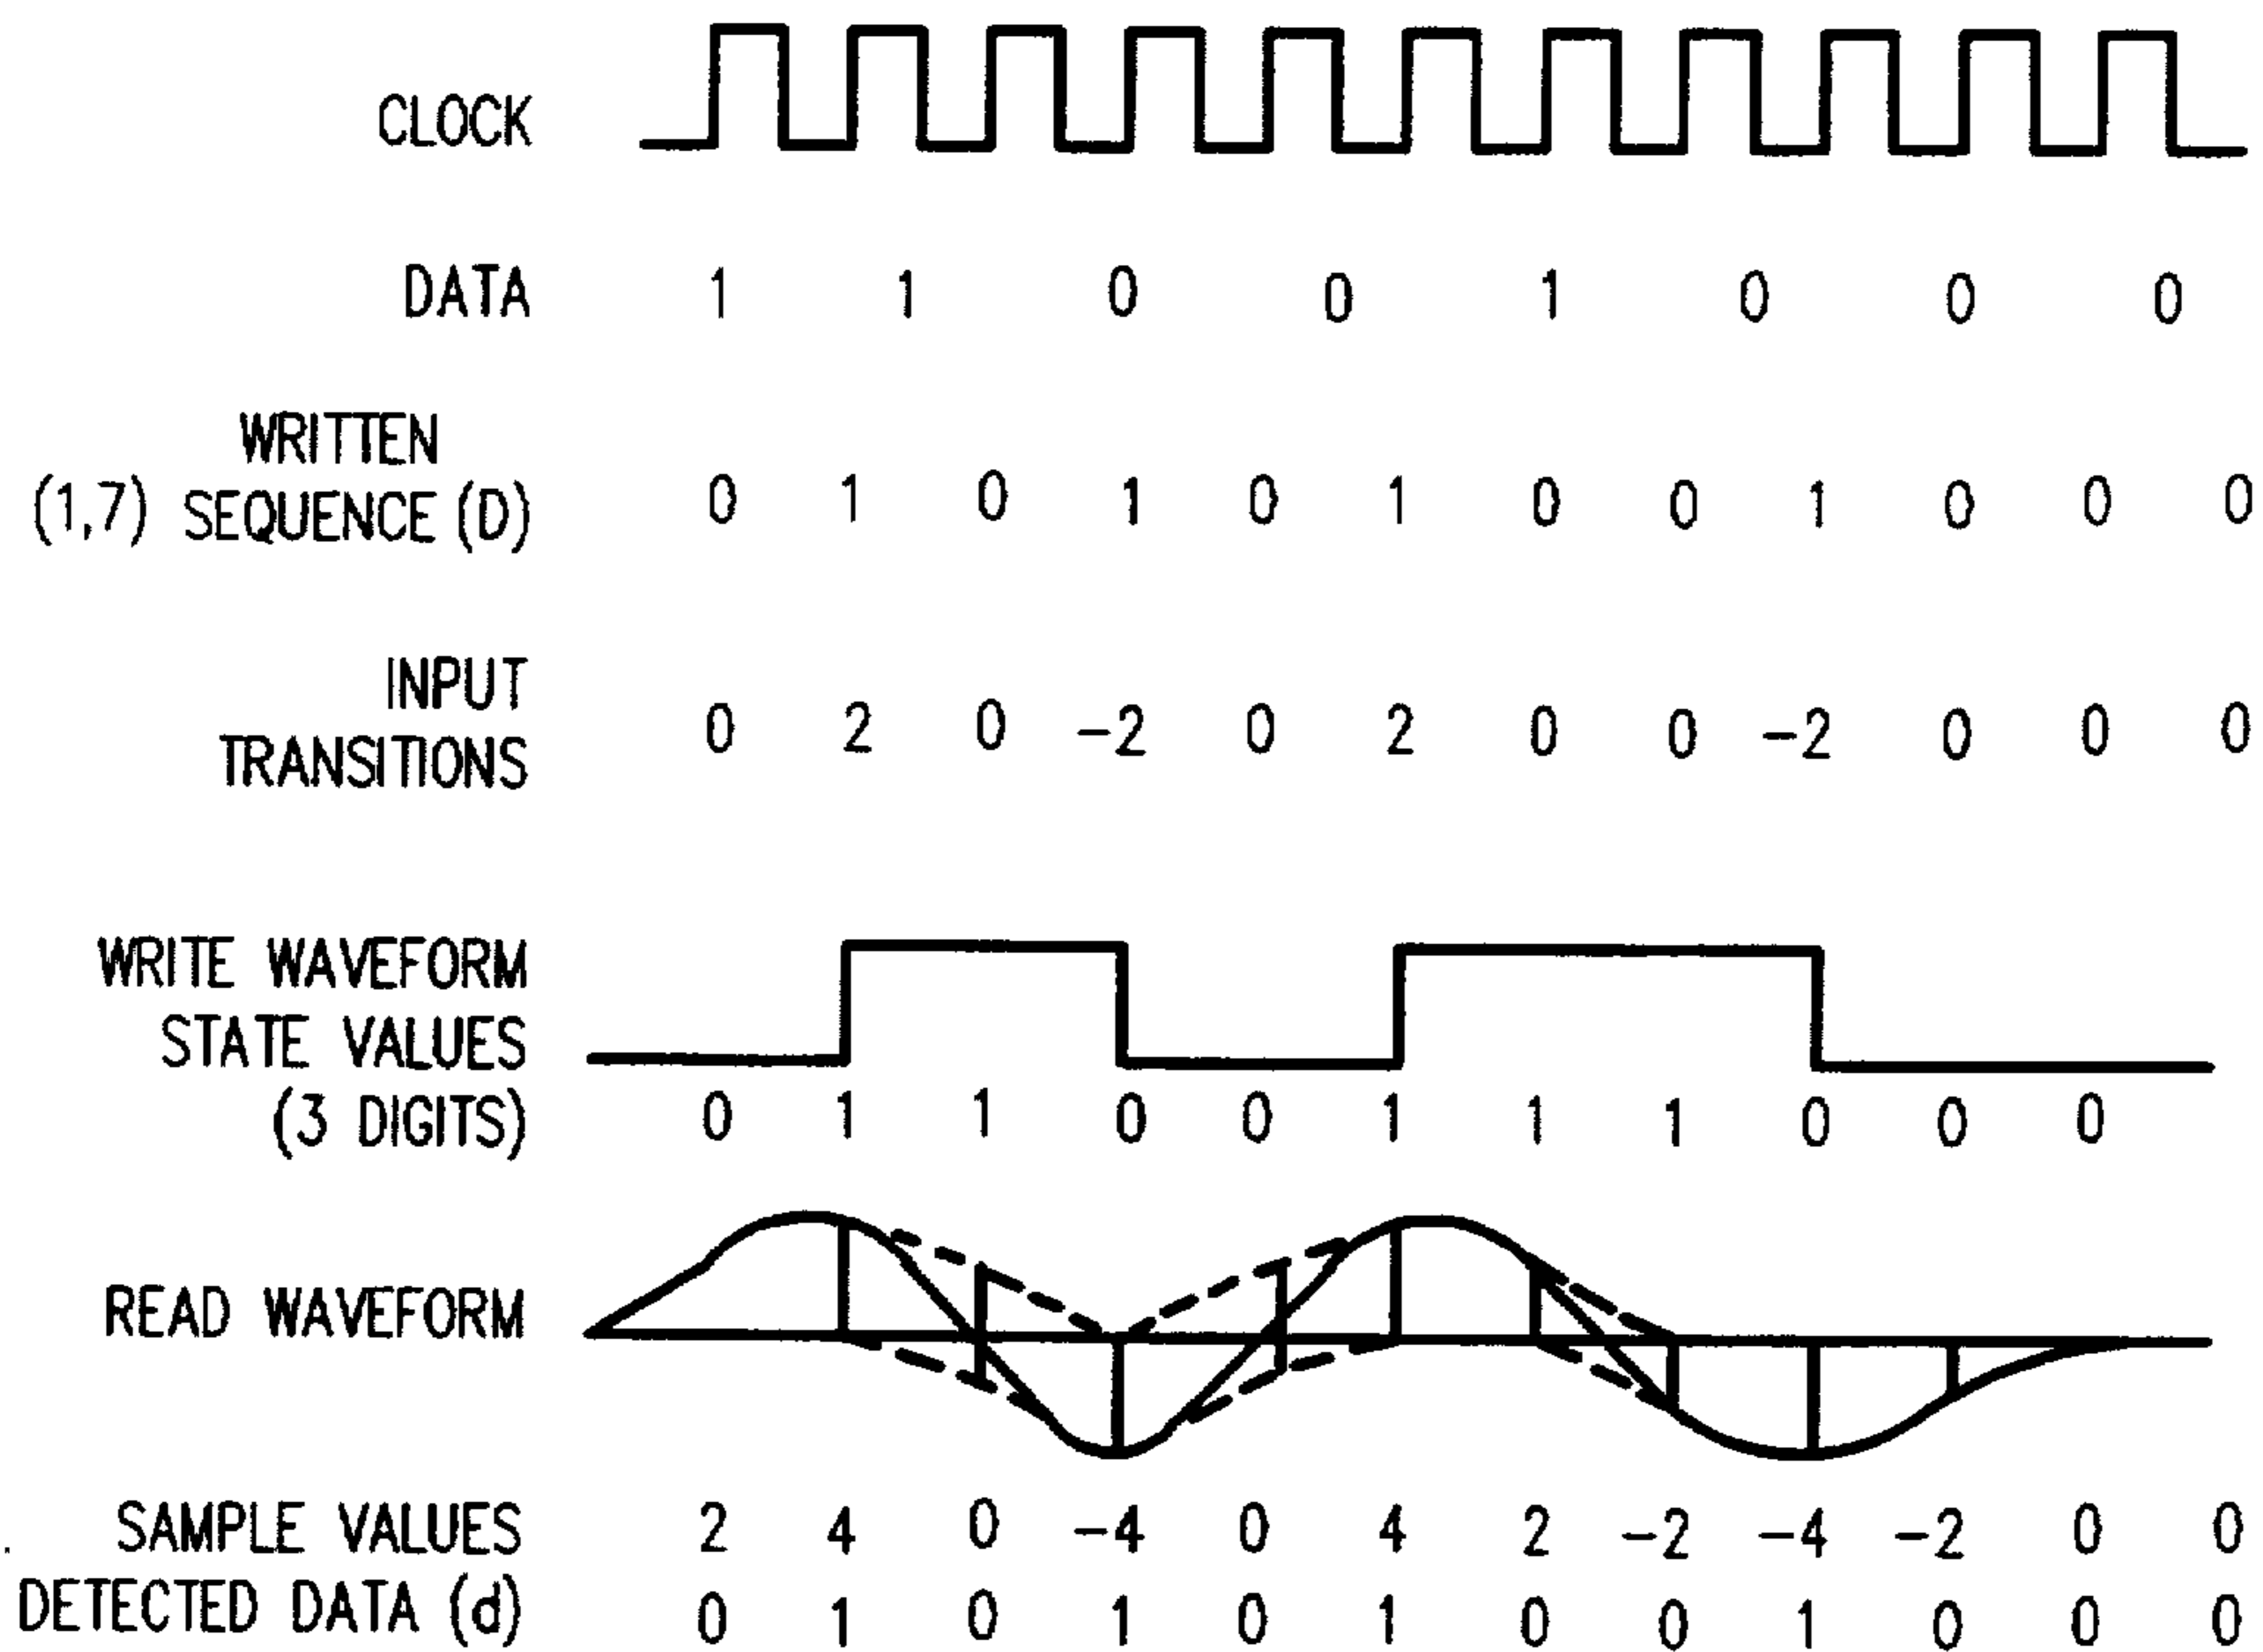 CLOCK
DATA 1 1 0 0 1 0 0 0
WRITTEN
(1,7) SEQUENCE (D) 0 1 0 1 0 1 0 0 1 0 0 0
INPUT
TRANSITIONS 0 2 0 -2 0 2 0 0 -2 0 0 0
WRITE WAVEFORM
STATE VALUES
(3 DIGITS) 0 1 1 0 0 1 1 1 0 0 0
READ WAVEFORM
SAMPLE VALUES 2 4 0 -4 0 4 2 -2 -4 -2 0 0
DETECTED DATA (d) 0 1 0 1 0 1 0 0 1 0 0 0